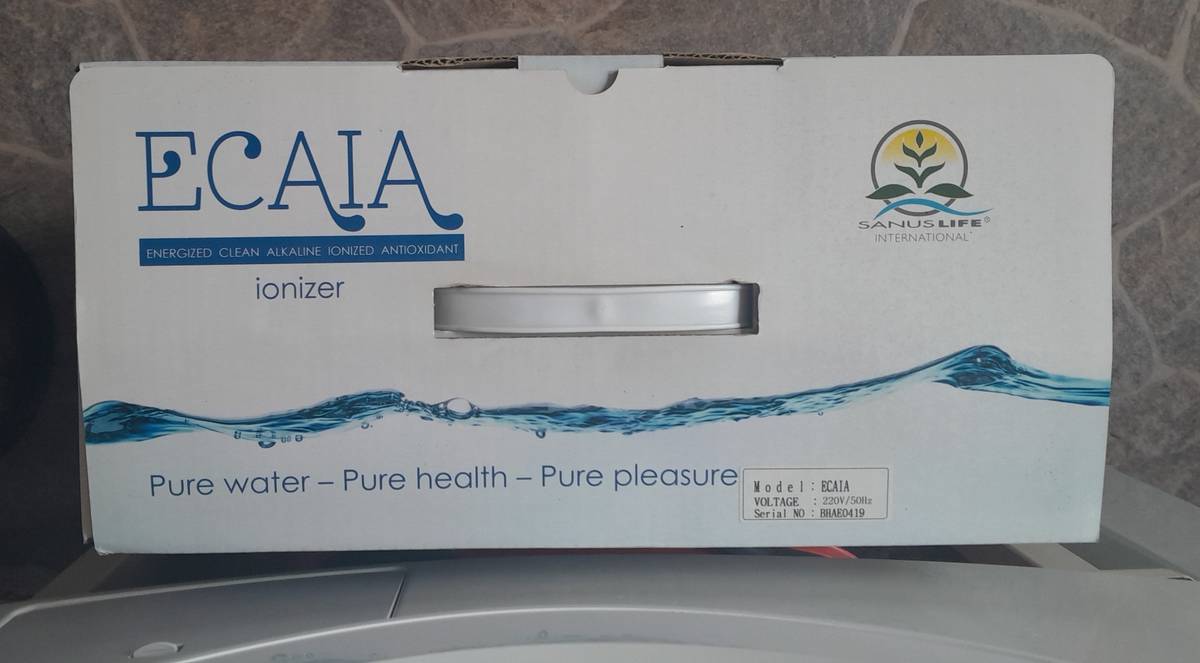 ECAIA
ENERGIZED CLEAN ALKALINE IONIZED ANTIOXIDANT
ionizer
SANUSLIFE®
INTERNATIONAL
Pure water – Pure health – Pure pleasure
Model : ECAIA
VOLTAGE : 220V/50Hz
Serial NO : BHAE0419